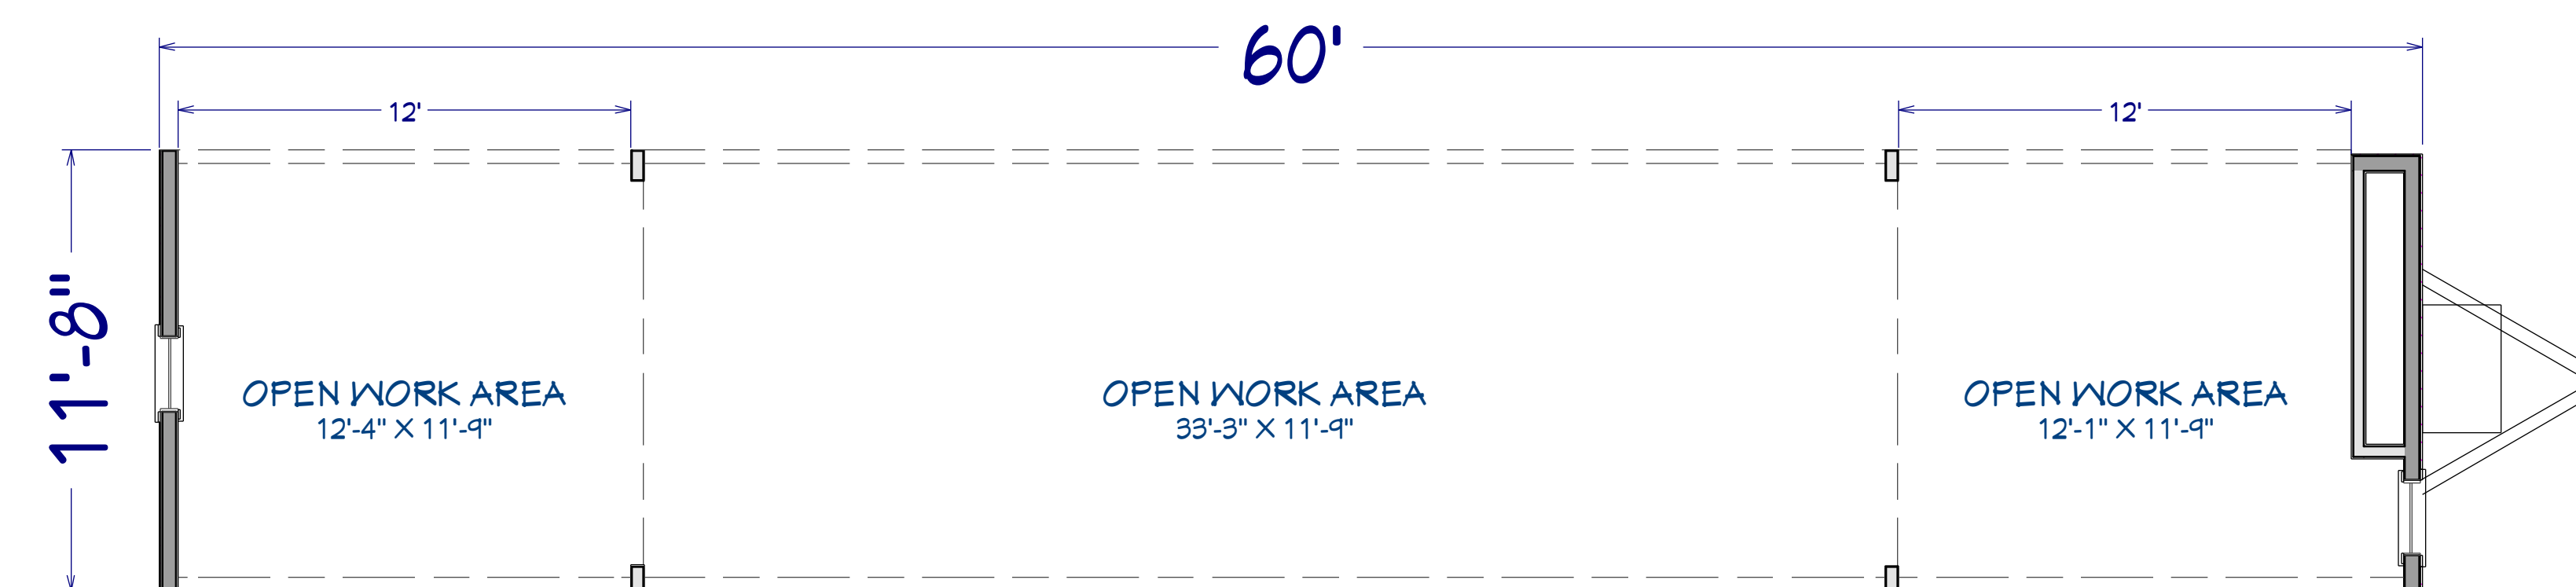 60'
12'
12'
11'-8"
OPEN WORK AREA
12'-4" X 11'-9"
OPEN WORK AREA
33'-3" X 11'-9"
OPEN WORK AREA
12'-1" X 11'-9"